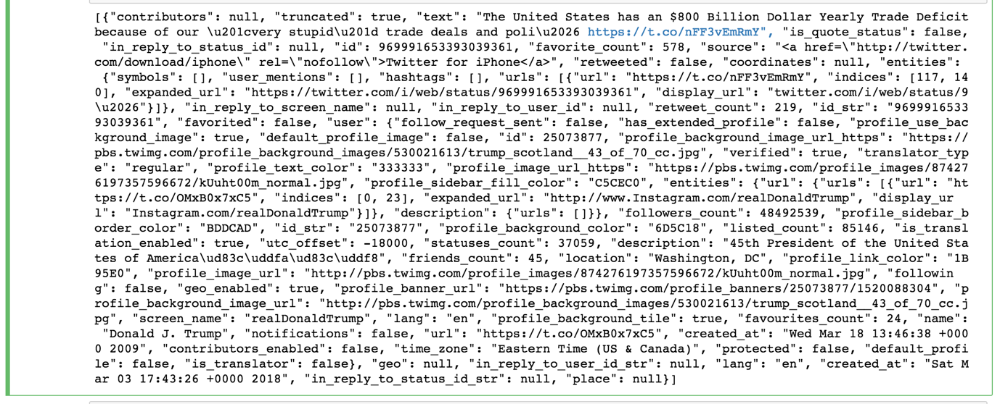 [{"contributors": null, "truncated": true, "text": "The United States has an $800 Billion Dollar Yearly Trade Deficit
because of our \u201cvery stupid\u201d trade deals and poli\u2026 https://t.co/nFF3vEmRmY", "is_quote_status": false,
"in_reply_to_status_id": null, "id": 969991653393039361, "favorite_count": 578, "source": "<a href=\"http://twitter.
com/download/iphone\" rel=\"nofollow\">Twitter for iPhone</a>", "retweeted": false, "coordinates": null, "entities":
{"symbols": [], "user_mentions": [], "hashtags": [], "urls": [{"url": "https://t.co/nFF3vEmRmY", "indices": [117, 14
0], "expanded_url": "https://twitter.com/i/web/status/969991653393039361", "display_url": "twitter.com/i/web/status/9
\u2026"}]}, "in_reply_to_screen_name": null, "in_reply_to_user_id": null, "retweet_count": 219, "id_str": "9699916533
93039361", "favorited": false, "user": {"follow_request_sent": false, "has_extended_profile": false, "profile_use_bac
kground_image": true, "default_profile_image": false, "id": 25073877, "profile_background_image_url_https": "https://
pbs.twimg.com/profile_background_images/530021613/trump_scotland__43_of_70_cc.jpg", "verified": true, "translator_typ
e": "regular", "profile_text_color": "333333", "profile_image_url_https": "https://pbs.twimg.com/profile_images/87427
6197357596672/kUuht00m_normal.jpg", "profile_sidebar_fill_color": "C5CEC0", "entities": {"url": {"urls": [{"url": "ht
tps://t.co/OMxB0x7xC5", "indices": [0, 23], "expanded_url": "http://www.Instagram.com/realDonaldTrump", "display_ur
l": "Instagram.com/realDonaldTrump"}]}, "description": {"urls": []}}, "followers_count": 48492539, "profile_sidebar_b
order_color": "BDDCAD", "id_str": "25073877", "profile_background_color": "6D5C18", "listed_count": 85146, "is_transl
ation_enabled": true, "utc_offset": -18000, "statuses_count": 37059, "description": "45th President of the United Sta
tes of America\ud83c\uddfa\ud83c\uddf8", "friends_count": 45, "location": "Washington, DC", "profile_link_color": "1B
95E0", "profile_image_url": "http://pbs.twimg.com/profile_images/874276197357596672/kUuht00m_normal.jpg", "followin
g": false, "geo_enabled": true, "profile_banner_url": "https://pbs.twimg.com/profile_banners/25073877/1520088304", "p
rofile_background_image_url": "http://pbs.twimg.com/profile_background_images/530021613/trump_scotland__43_of_70_cc.j
pg", "screen_name": "realDonaldTrump", "lang": "en", "profile_background_tile": true, "favourites_count": 24, "name":
"Donald J. Trump", "notifications": false, "url": "https://t.co/OMxB0x7xC5", "created_at": "Wed Mar 18 13:46:38 +000
0 2009", "contributors_enabled": false, "time_zone": "Eastern Time (US & Canada)", "protected": false, "default_profi
le": false, "is_translator": false}, "geo": null, "in_reply_to_user_id_str": null, "lang": "en", "created_at": "Sat M
ar 03 17:43:26 +0000 2018", "in_reply_to_status_id_str": null, "place": null}]